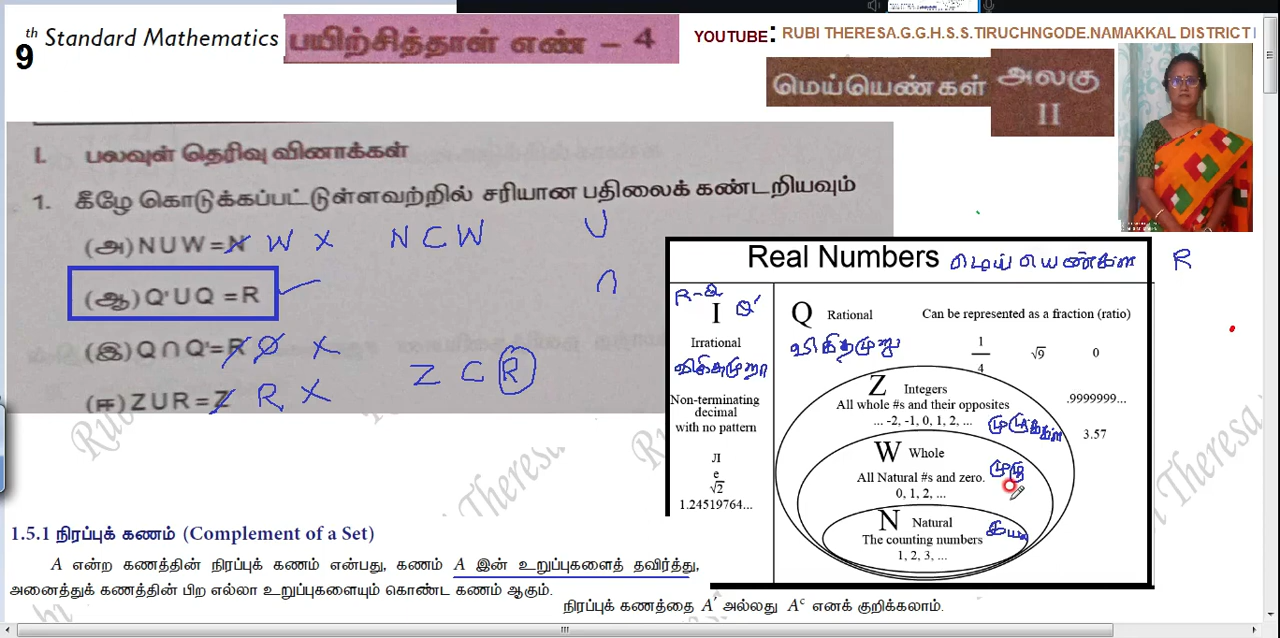 9th Standard Mathematics
பயிற்சித்தாள் எண் – 4
YOUTUBE: RUBI THERESA.G.G.H.S.S.TIRUCHNGODE.NAMAKKAL DISTRICT
மெய்யெண்கள்
அலகு
II
I. பலவுள் தெரிவு வினாக்கள்
1. கீழே கொடுக்கப்பட்டுள்ளவற்றில் சரியான பதிலைக் கண்டறியவும்
(அ) N U W = N W X N ⊂ W U
(ஆ) Q' U Q = R ✓ ∩
(இ) Q ∩ Q' = R ∅ X
(ஈ) Z U R = Z R X Z ⊂ R
Real Numbers மெய் யெண்கள் R
R-Q
I Q'
Irrational
விகிதமுறா
Non-terminating
decimal
with no pattern
π
e
√2
1.24519764...
Q Rational Can be represented as a fraction (ratio)
விகிதமுறு
1/4 √9 0
.9999999...
3.57
Z Integers
All whole #s and their opposites
... -2, -1, 0, 1, 2, ...
முழுக்கள்
W Whole
முழு
All Natural #s and zero.
0, 1, 2, ...
N Natural
இயல்
The counting numbers
1, 2, 3, ...
1.5.1 நிரப்புக் கணம் (Complement of a Set)
A என்ற கணத்தின் நிரப்புக் கணம் என்பது, கணம் A இன் உறுப்புகளைத் தவிர்த்து,
அனைத்துக் கணத்தின் பிற எல்லா உறுப்புகளையும் கொண்ட கணம் ஆகும்.
நிரப்புக் கணத்தை A′ அல்லது Aᶜ எனக் குறிக்கலாம்.